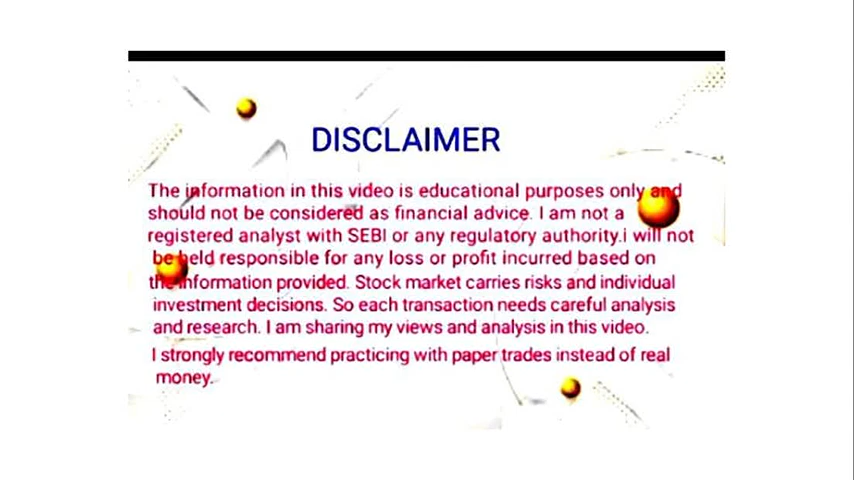 DISCLAIMER
The information in this video is educational purposes only and
should not be considered as financial advice. I am not a
registered analyst with SEBI or any regulatory authority.i will not
be held responsible for any loss or profit incurred based on
the information provided. Stock market carries risks and individual
investment decisions. So each transaction needs careful analysis
and research. I am sharing my views and analysis in this video.
I strongly recommend practicing with paper trades instead of real
money.